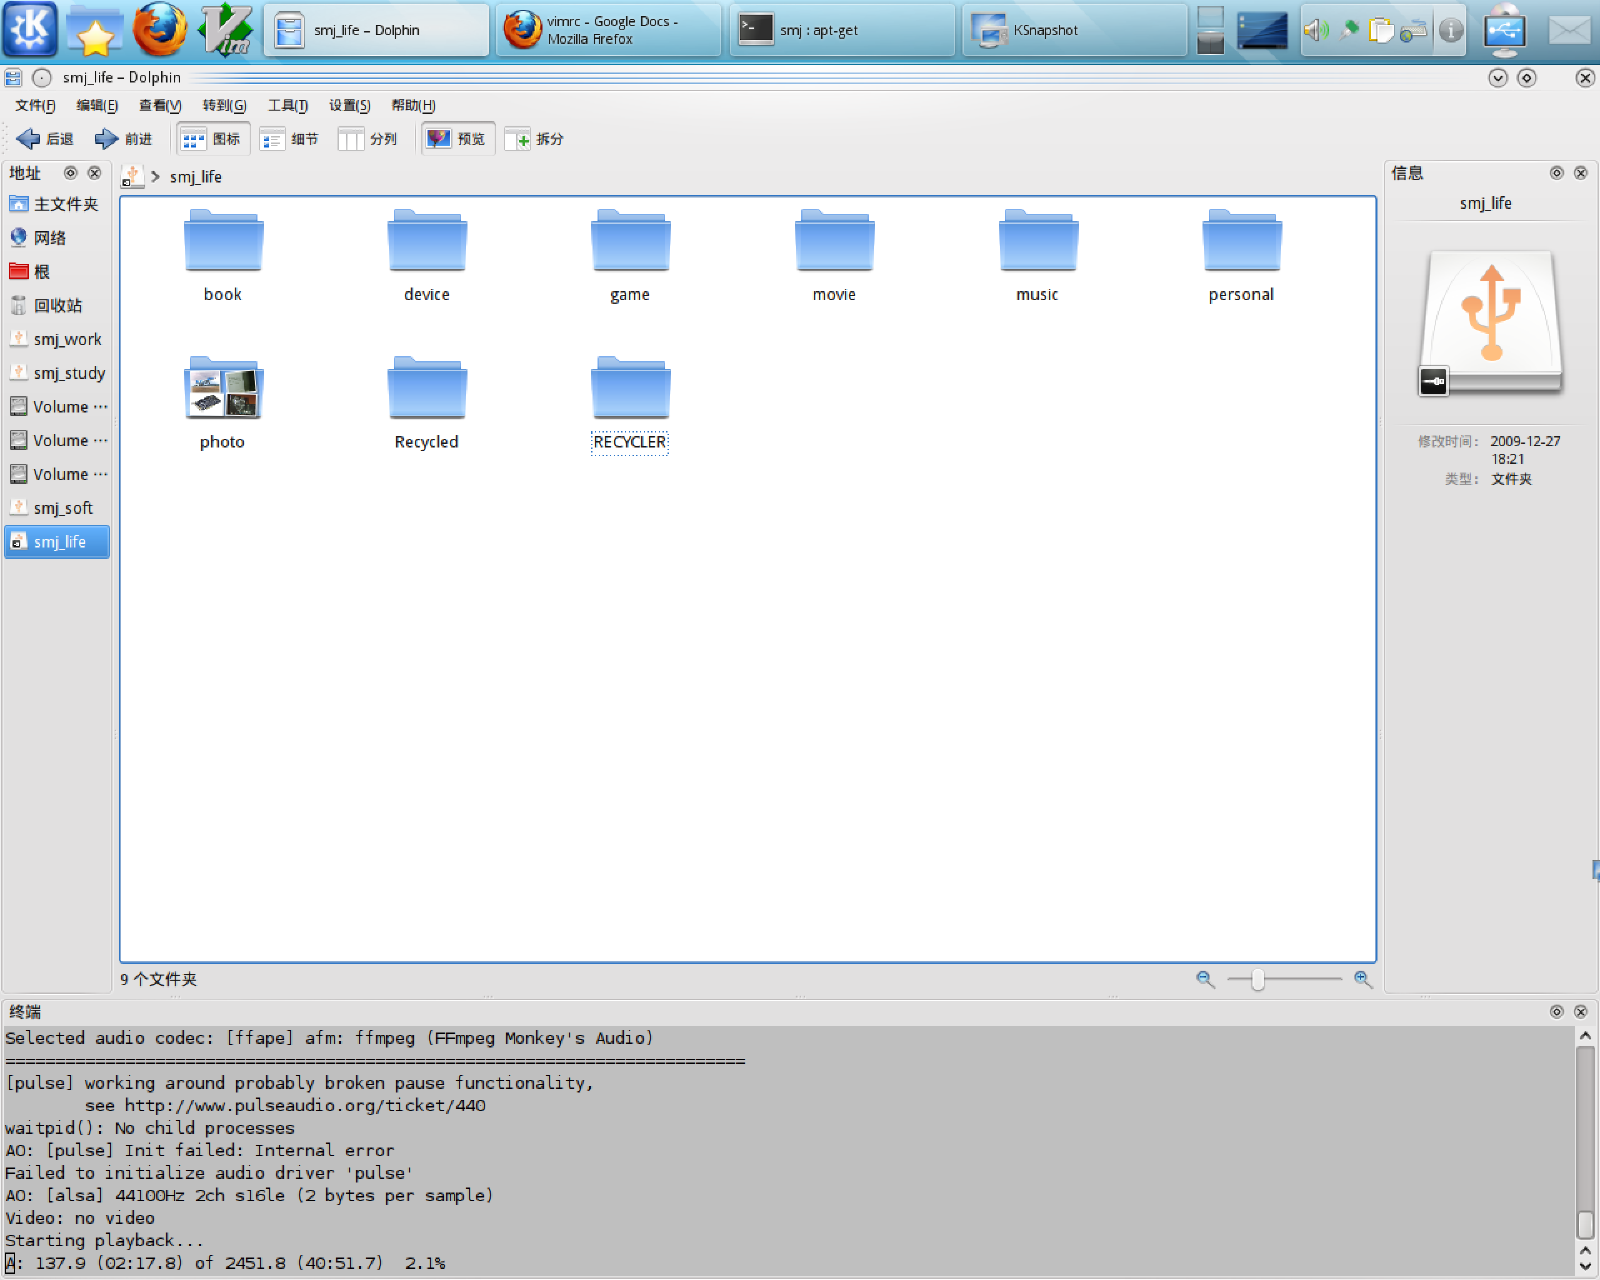 smj_life – Dolphin
vimrc - Google Docs -
Mozilla Firefox
smj : apt-get
KSnapshot
Vim
smj_life – Dolphin
文件(F) 编辑(E) 查看(V) 转到(G) 工具(T) 设置(S) 帮助(H)
后退 前进 图标 细节 分列 预览 拆分
地址
主文件夹
网络
根
回收站
smj_work
smj_study
Volume ···
Volume ···
Volume ···
smj_soft
smj_life
> smj_life
book device game movie music personal
photo Recycled RECYCLER
9 个文件夹
信息
smj_life
修改时间: 2009-12-27
18:21
类型: 文件夹
终端
Selected audio codec: [ffape] afm: ffmpeg (FFmpeg Monkey's Audio)
==========================================================================
[pulse] working around probably broken pause functionality,
see http://www.pulseaudio.org/ticket/440
waitpid(): No child processes
AO: [pulse] Init failed: Internal error
Failed to initialize audio driver 'pulse'
AO: [alsa] 44100Hz 2ch s16le (2 bytes per sample)
Video: no video
Starting playback...
A: 137.9 (02:17.8) of 2451.8 (40:51.7) 2.1%